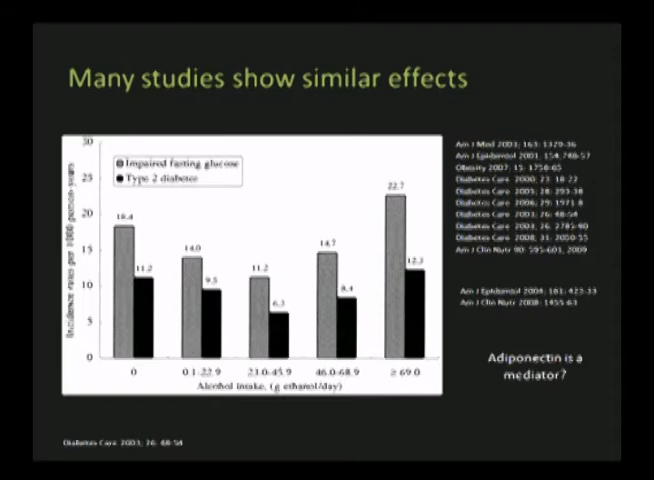 Many studies show similar effects
30
25
20
15
10
5
0
Incidence rates per 1000 person-years
Impaired fasting glucose
Type 2 diabetes
18.4
11.2
14.0
9.5
11.2
6.3
14.7
8.4
22.7
12.3
0
0.1-22.9
23.0-45.9
46.0-68.9
≥ 69.0
Alcohol intake, (g ethanol/day)
Am J Med 2003; 163: 1329-36
Am J Epidemiol 2001; 154: 748-57
Obesity 2007; 15:
Diabetes Care 2000; 23: 18-22
Diabetes Care 2005; 28:
Diabetes Care 2006; 29: 1971-8
Diabetes Care 2003; 26: 48-54
Diabetes Care 2003; 26:
Diabetes Care 2008; 31: 2050-55
Am J Clin Nutr 90: 595-601, 2009
Am J Epidemiol 2004; 161: 423-33
Am J Clin Nutr 2008: 1455-63
Adiponectin is a
mediator?
Diabetes Care 2003; 26: 48-54